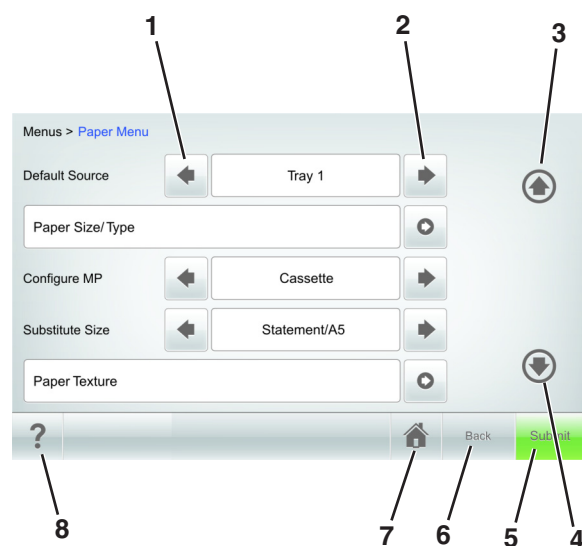 1 2 3
Menus > Paper Menu
Default Source Tray 1
Paper Size/Type
Configure MP Cassette
Substitute Size Statement/A5
Paper Texture
? Back Submit
8 7 6 5 4